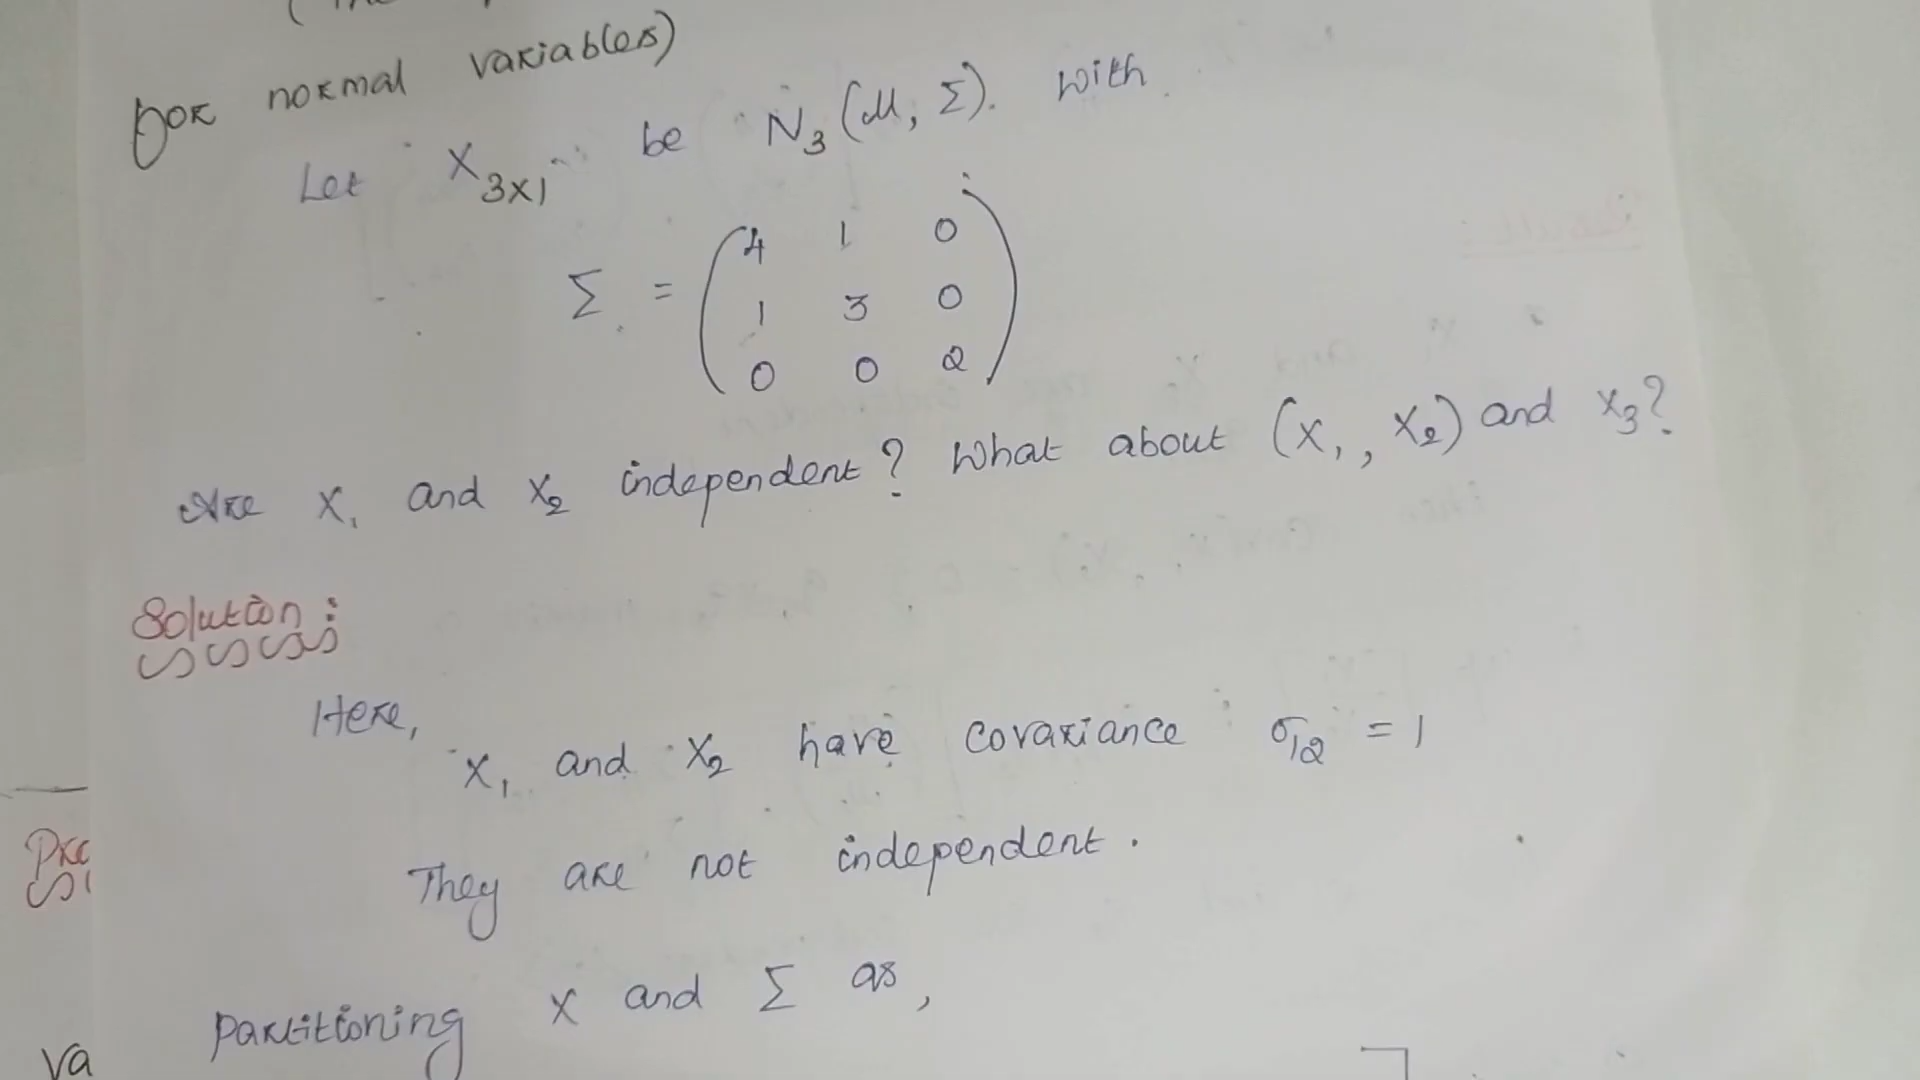 for normal variables)
Let X3x1 be N3 (μ, Σ). with
Σ = ( 4 1 0
1 3 0
0 0 2 )
Are X1 and X2 independent? What about (X1, X2) and X3?
Solution:
Here,
X1 and X2 have covariance σ12 = 1
They are not independent.
Partitioning X and Σ as,